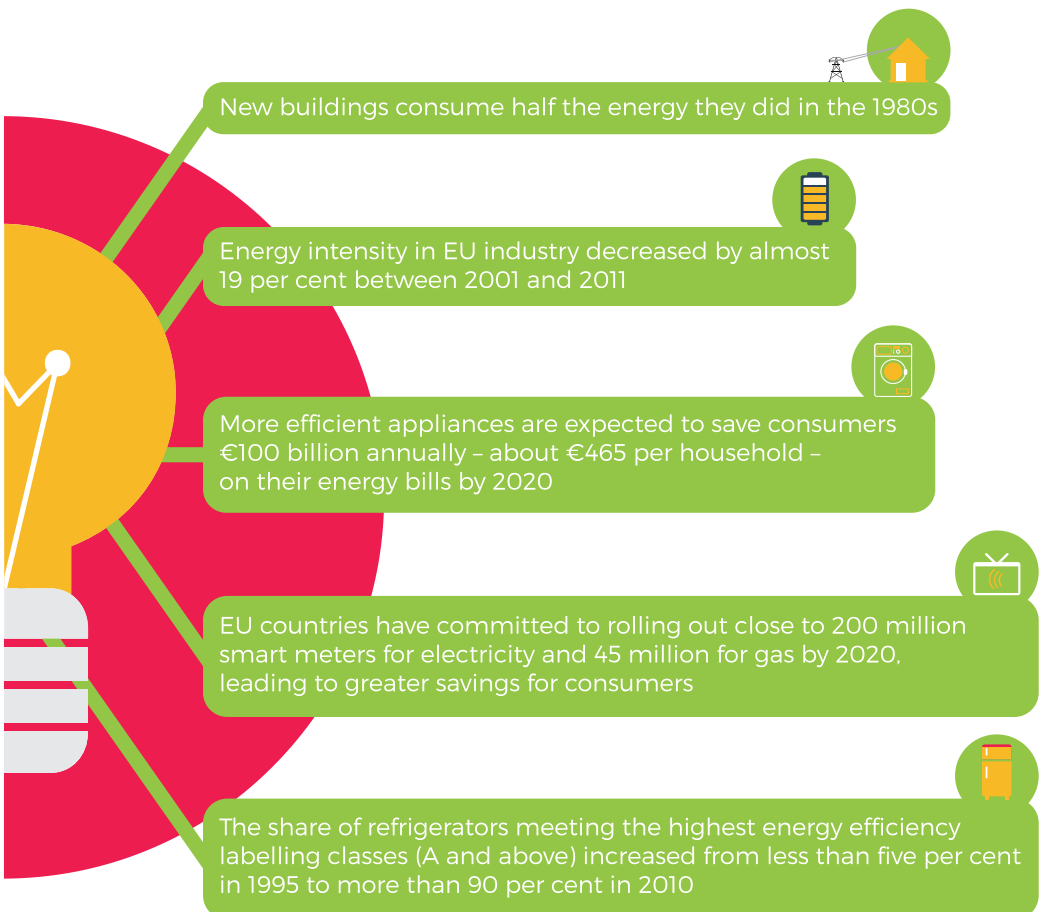 New buildings consume half the energy they did in the 1980s
Energy intensity in EU industry decreased by almost
19 per cent between 2001 and 2011
More efficient appliances are expected to save consumers
€100 billion annually – about €465 per household –
on their energy bills by 2020
EU countries have committed to rolling out close to 200 million
smart meters for electricity and 45 million for gas by 2020,
leading to greater savings for consumers
The share of refrigerators meeting the highest energy efficiency
labelling classes (A and above) increased from less than five per cent
in 1995 to more than 90 per cent in 2010